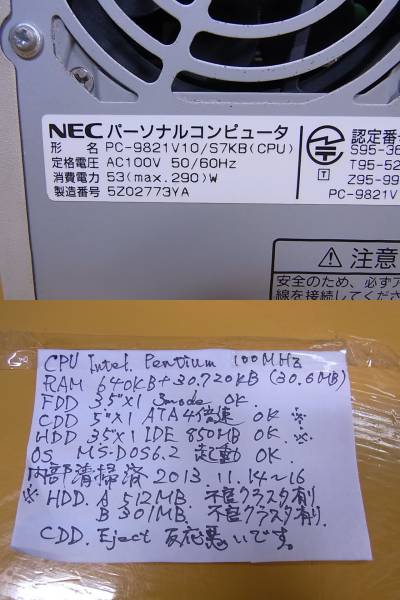 NEC パーソナルコンピュータ
形 名 PC-9821V10/S7KB(CPU)
定格電圧 AC100V 50/60Hz
消費電力 53(max.290)W
製造番号 5Z02773YA
認定番
S95-36
T95-52
T
Z95-99
PC-9821V
⚠ 注意
安全のため、必ずア
線を接続してくださ
CPU Intel. Pentium 100MHz
RAM 640KB+30.720KB (30.6MB)
FDD 3.5"×1 3mode OK
CDD 5"×1 ATA4倍速 OK ※
HDD 3.5×1 IDE 850MB OK ※
OS MS-DOS6.2 起動 OK
内部清掃済 2013.11.14~16
※HDD. A 512MB. 不良クラスタ有り
B 301MB. 不良クラスタ有り.
CDD. Eject 反応悪いです。